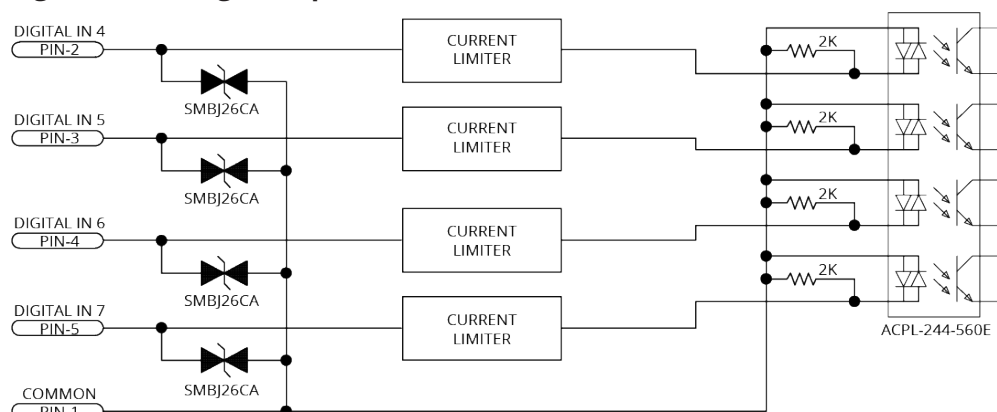 DIGITAL IN 4
PIN-2
CURRENT
LIMITER
2K
SMBJ26CA
DIGITAL IN 5
PIN-3
CURRENT
LIMITER
2K
SMBJ26CA
DIGITAL IN 6
PIN-4
CURRENT
LIMITER
2K
SMBJ26CA
DIGITAL IN 7
PIN-5
CURRENT
LIMITER
2K
ACPL-244-560E
SMBJ26CA
COMMON
PIN-1